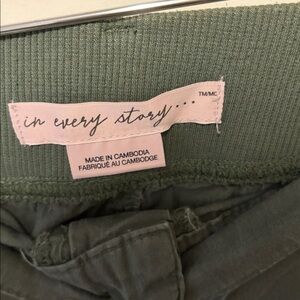 in every story...
TM/MC
MADE IN CAMBODIA
FABRIQUÉ AU CAMBODGE